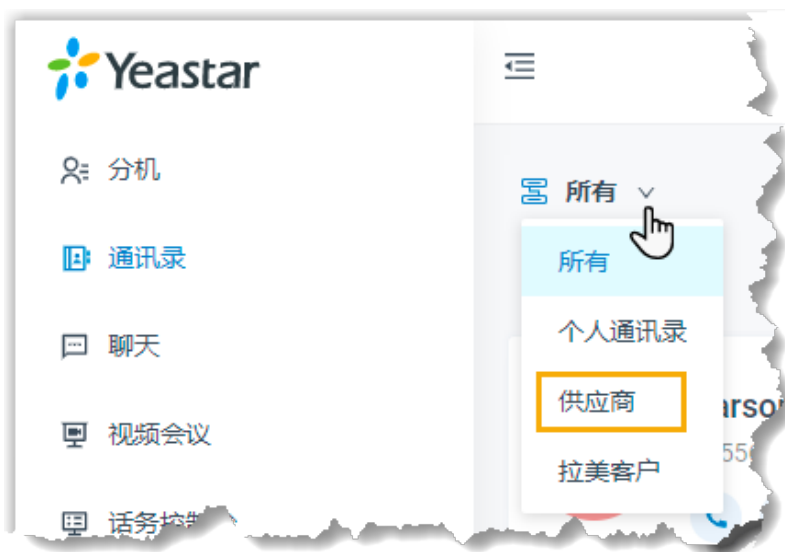 Yeastar
分机
通讯录
聊天
视频会议
所有
所有
个人通讯录
供应商
拉美客户